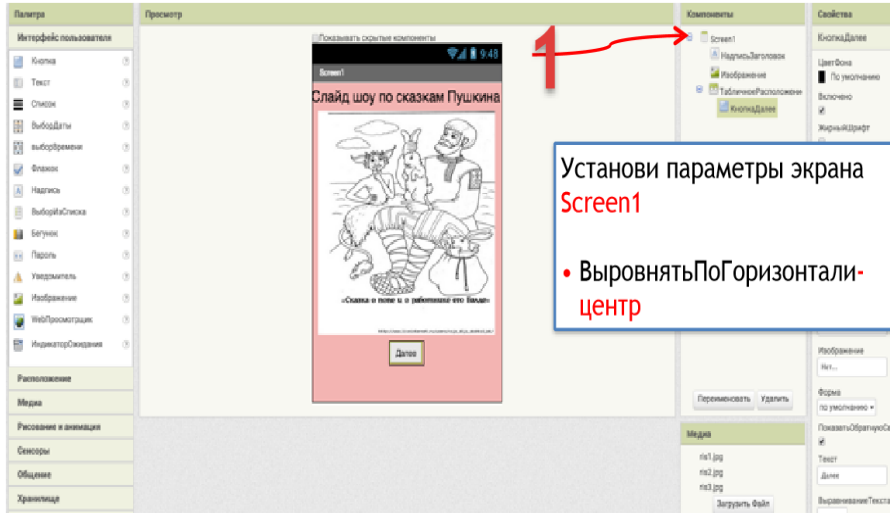 Палитра
Интерфейс пользователя
Кнопка
Текст
Список
ВыборДаты
выборВремени
Флажок
Надпись
ВыборИзСписка
Бегунок
Пароль
Уведомитель
Изображение
WebПросмотрщик
ИндикаторОжидания
Расположение
Медиа
Рисование и анимация
Сенсоры
Общение
Хранилище
Просмотр
Показывать скрытые компоненты
9:48
Screen1
Слайд шоу по сказкам Пушкина
«Сказка о попе и о работнике его Балде»
Далее
1
Компоненты
Screen1
НадписьЗаголовок
Изображение
ТабличноеРасположени
КнопкаДалее
Переименовать Удалить
Медиа
ris1.jpg
ris2.jpg
ris3.jpg
Загрузить Файл
Свойства
КнопкаДалее
ЦветФона
По умолчанию
Включено
ЖирныйШрифт
Установи параметры экрана
Screen1
• ВыровнятьПоГоризонтали-
центр
Изображение
Нет...
Форма
по умолчанию
ПоказатьОбратнуюСв
Текст
Далее
ВыравниваниеТекста